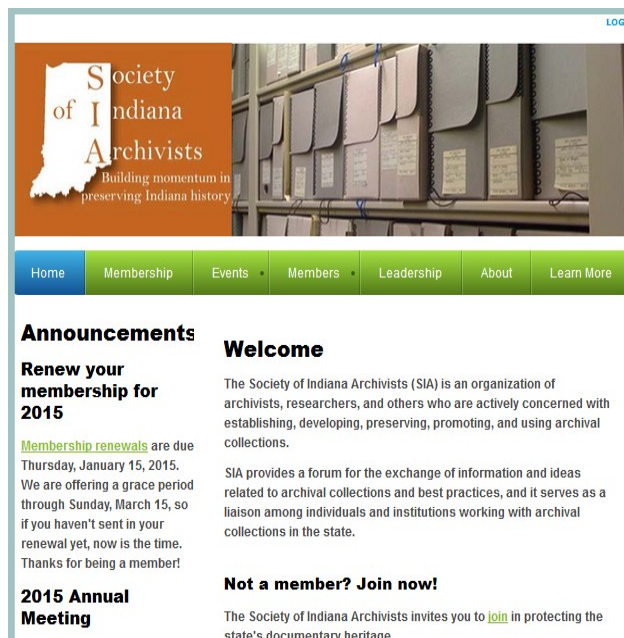 LOG
Society
of Indiana
Archivists
Building momentum in
preserving Indiana history
Home
Membership
Events
Members
Leadership
About
Learn More
Announcements
Renew your
membership for
2015
Membership renewals are due
Thursday, January 15, 2015.
We are offering a grace period
through Sunday, March 15, so
if you haven't sent in your
renewal yet, now is the time.
Thanks for being a member!
2015 Annual
Meeting
Welcome
The Society of Indiana Archivists (SIA) is an organization of
archivists, researchers, and others who are actively concerned with
establishing, developing, preserving, promoting, and using archival
collections.
SIA provides a forum for the exchange of information and ideas
related to archival collections and best practices, and it serves as a
liaison among individuals and institutions working with archival
collections in the state.
Not a member? Join now!
The Society of Indiana Archivists invites you to join in protecting the
state's documentary heritage